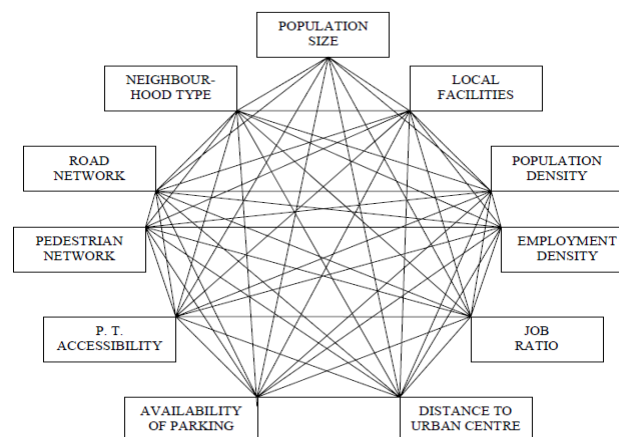 POPULATION
SIZE
NEIGHBOUR-
HOOD TYPE
LOCAL
FACILITIES
ROAD
NETWORK
POPULATION
DENSITY
PEDESTRIAN
NETWORK
EMPLOYMENT
DENSITY
P. T.
ACCESSIBILITY
JOB
RATIO
AVAILABILITY
OF PARKING
DISTANCE TO
URBAN CENTRE